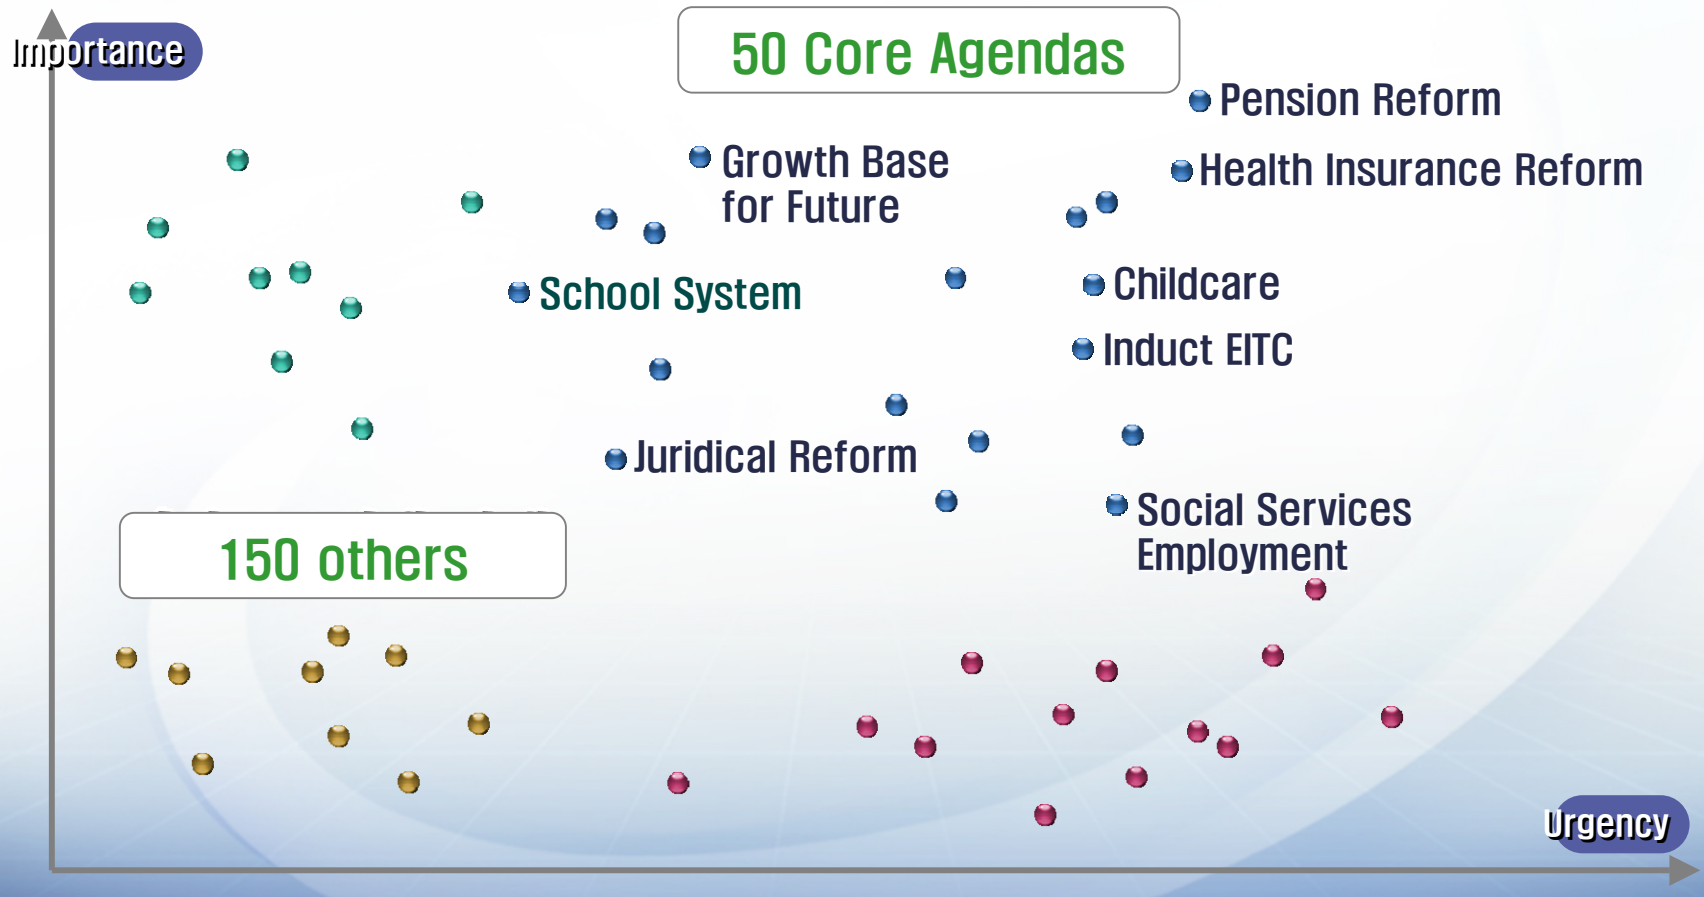 Importance
50 Core Agendas
Pension Reform
Growth Base
for Future
Health Insurance Reform
School System
Childcare
Induct EITC
Juridical Reform
Social Services
Employment
150 others
Urgency